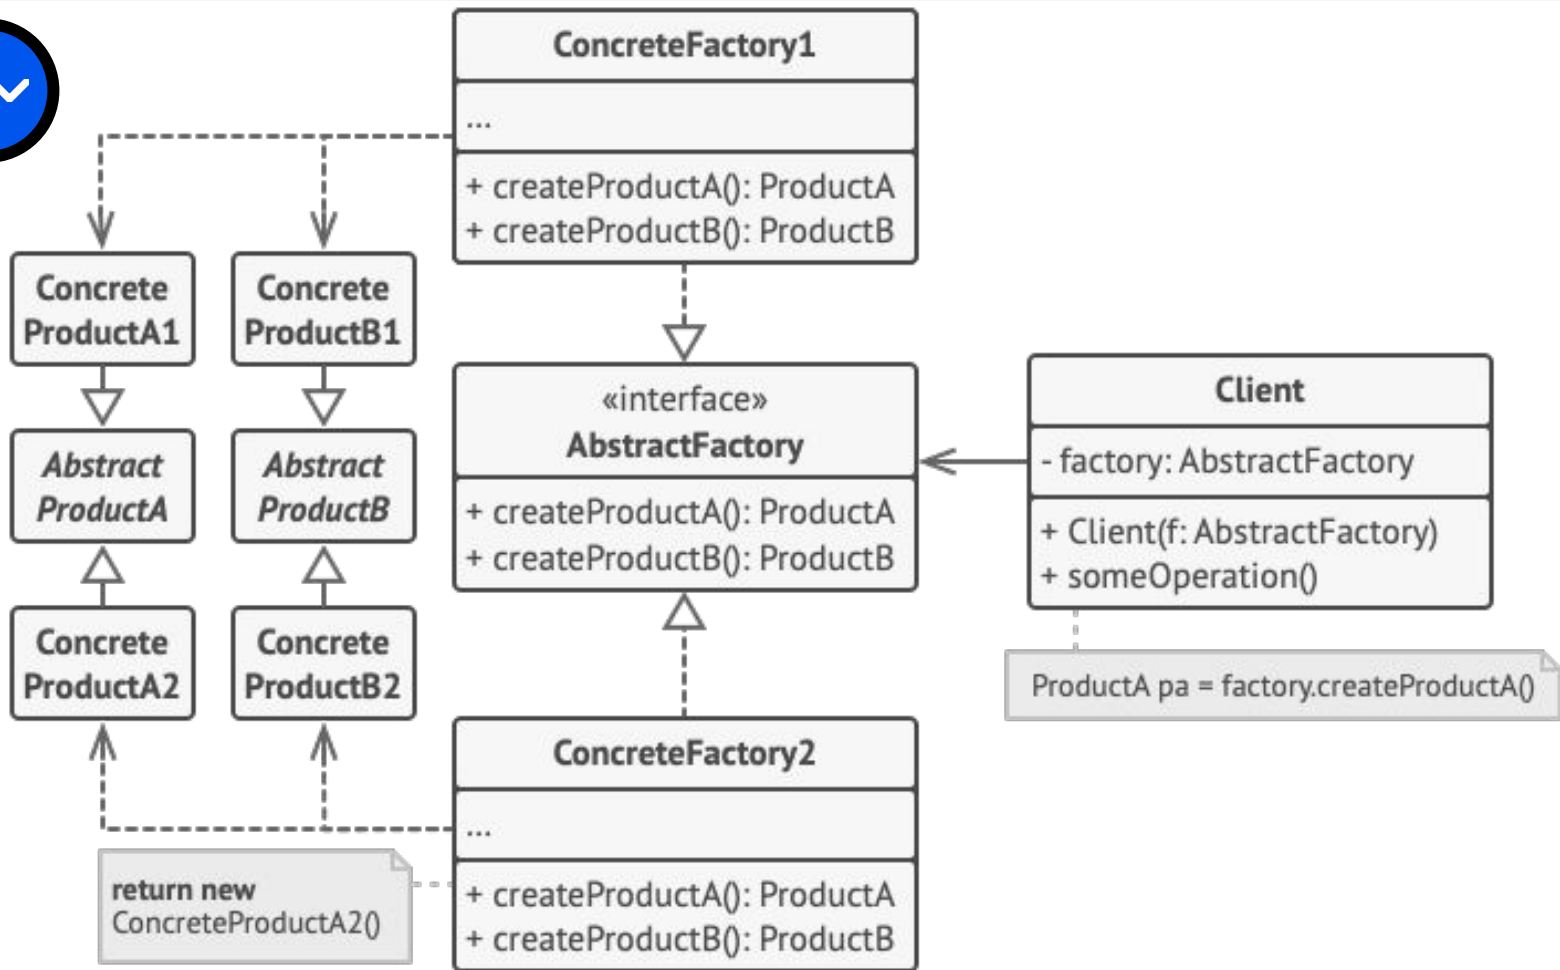 ConcreteFactory1
...
+ createProductA(): ProductA
+ createProductB(): ProductB
Concrete
ProductA1
Concrete
ProductB1
Abstract
ProductA
Abstract
ProductB
Concrete
ProductA2
Concrete
ProductB2
«interface»
AbstractFactory
+ createProductA(): ProductA
+ createProductB(): ProductB
Client
- factory: AbstractFactory
+ Client(f: AbstractFactory)
+ someOperation()
ProductA pa = factory.createProductA()
ConcreteFactory2
...
+ createProductA(): ProductA
+ createProductB(): ProductB
return new
ConcreteProductA2()